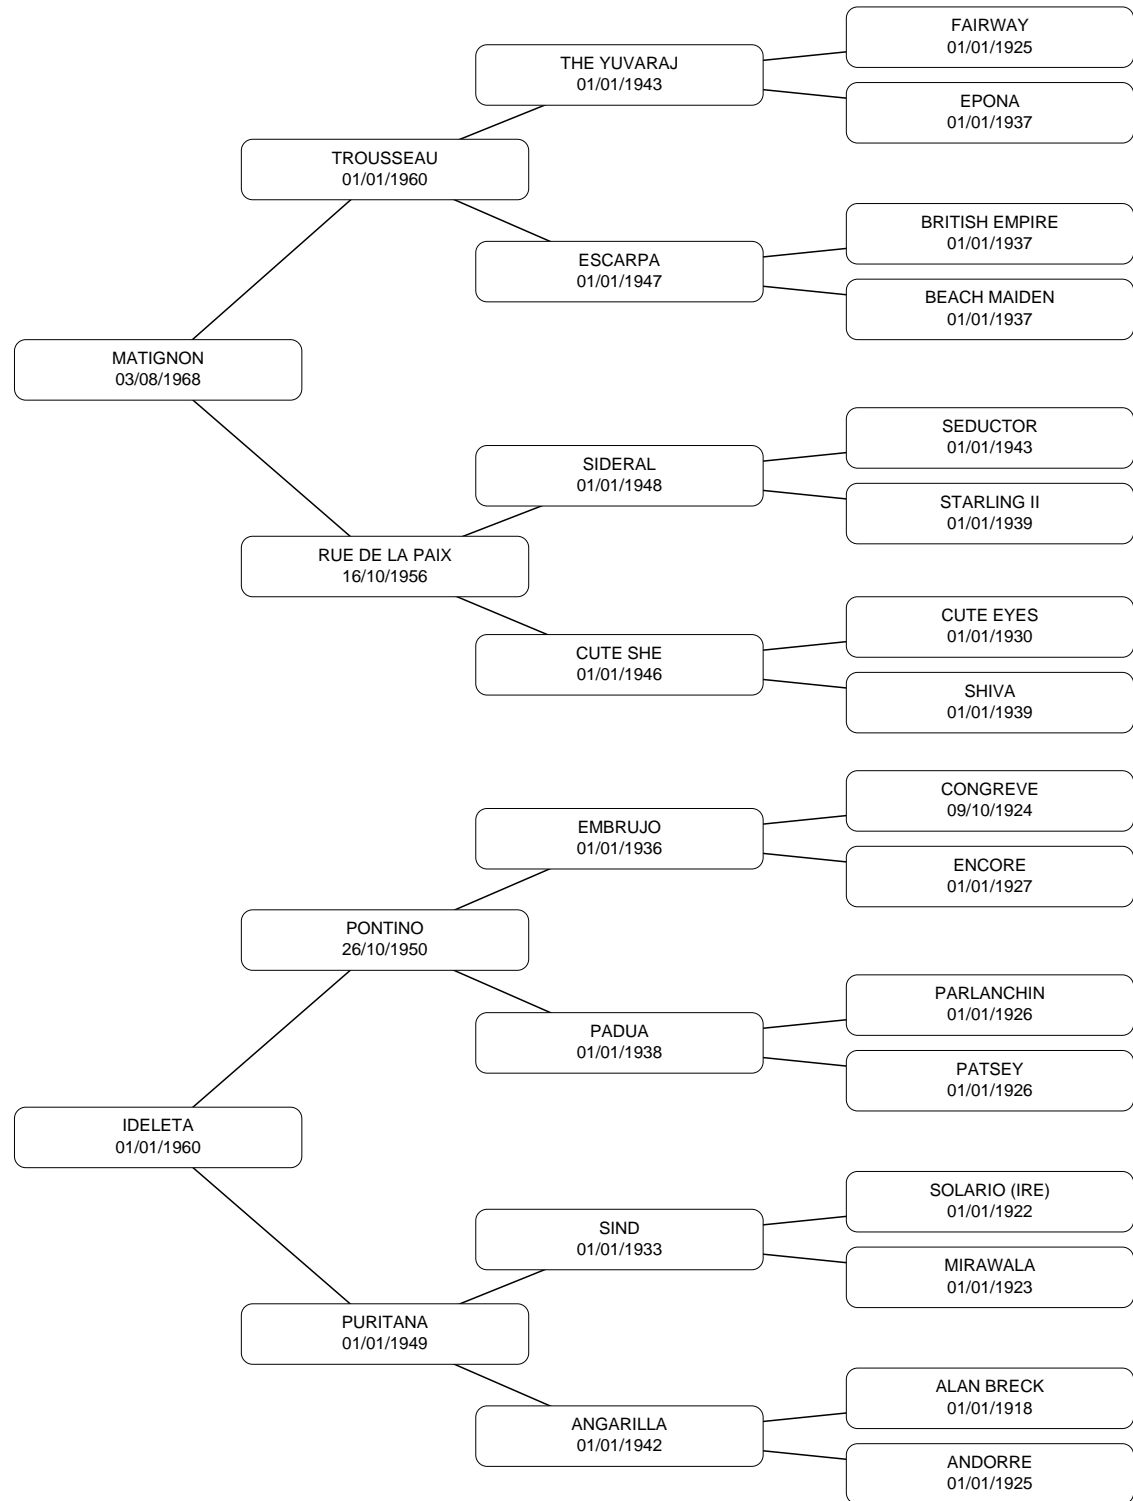 FAIRWAY
01/01/1925
THE YUVARAJ
01/01/1943
EPONA
01/01/1937
TROUSSEAU
01/01/1960
BRITISH EMPIRE
01/01/1937
ESCARPA
01/01/1947
BEACH MAIDEN
01/01/1937
MATIGNON
03/08/1968
SEDUCTOR
01/01/1943
SIDERAL
01/01/1948
STARLING II
01/01/1939
RUE DE LA PAIX
16/10/1956
CUTE EYES
01/01/1930
CUTE SHE
01/01/1946
SHIVA
01/01/1939
CONGREVE
09/10/1924
EMBRUJO
01/01/1936
ENCORE
01/01/1927
PONTINO
26/10/1950
PARLANCHIN
01/01/1926
PADUA
01/01/1938
PATSEY
01/01/1926
IDELETA
01/01/1960
SOLARIO (IRE)
01/01/1922
SIND
01/01/1933
MIRAWALA
01/01/1923
PURITANA
01/01/1949
ALAN BRECK
01/01/1918
ANGARILLA
01/01/1942
ANDORRE
01/01/1925